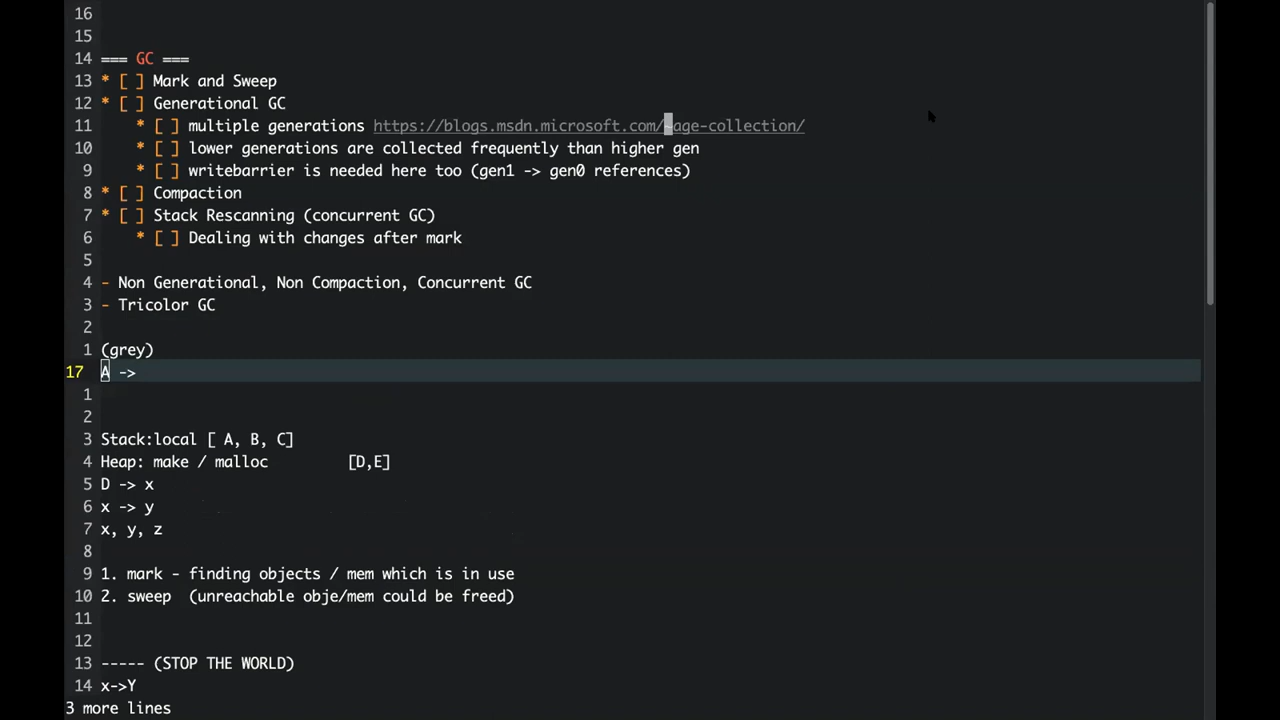 16
15
14 === GC ===
13 * [ ] Mark and Sweep
12 * [ ] Generational GC
11 * [ ] multiple generations https://blogs.msdn.microsoft.com/~age-collection/
10 * [ ] lower generations are collected frequently than higher gen
9 * [ ] writebarrier is needed here too (gen1 -> gen0 references)
8 * [ ] Compaction
7 * [ ] Stack Rescanning (concurrent GC)
6 * [ ] Dealing with changes after mark
5
4 - Non Generational, Non Compaction, Concurrent GC
3 - Tricolor GC
2
1 (grey)
17 A ->
1
2
3 Stack:local [ A, B, C]
4 Heap: make / malloc [D,E]
5 D -> x
6 x -> y
7 x, y, z
8
9 1. mark - finding objects / mem which is in use
10 2. sweep (unreachable obje/mem could be freed)
11
12
13 ----- (STOP THE WORLD)
14 x->Y
3 more lines